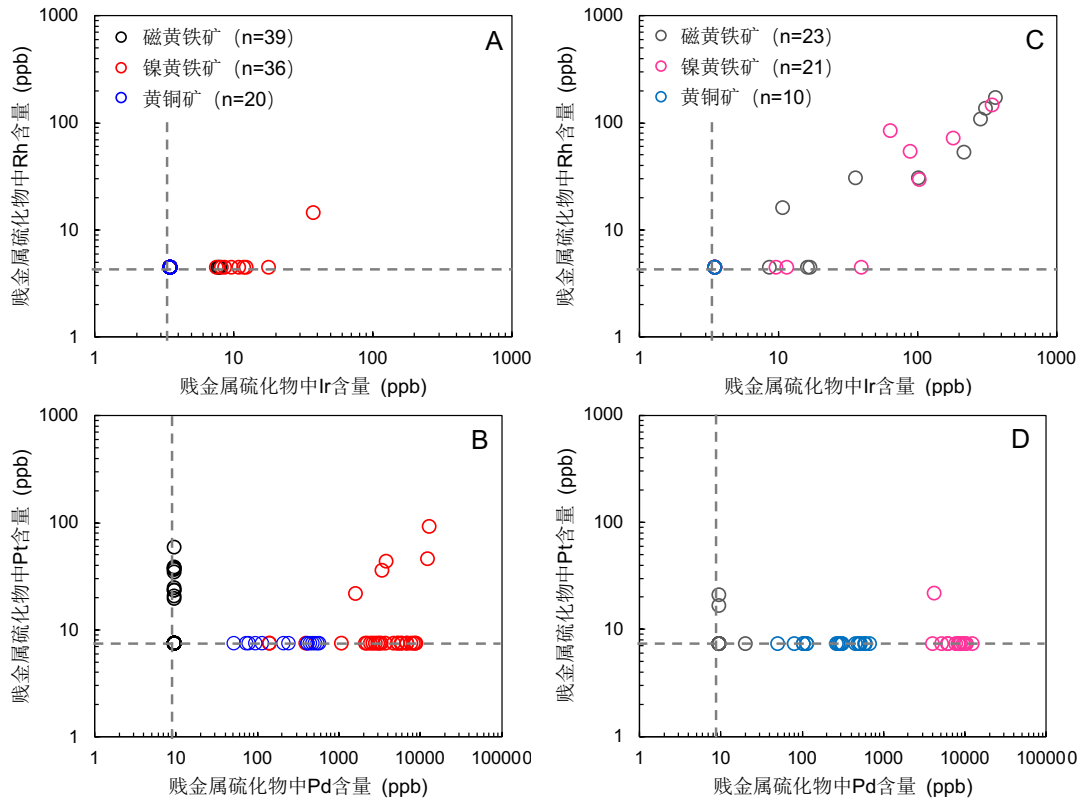 1000
100
10
1
贱金属硫化物中Rh含量 (ppb)
磁黄铁矿 (n=39)
镍黄铁矿 (n=36)
黄铜矿 (n=20)
A
1 10 100 1000
贱金属硫化物中Ir含量 (ppb)
1000
100
10
1
贱金属硫化物中Rh含量 (ppb)
磁黄铁矿 (n=23)
镍黄铁矿 (n=21)
黄铜矿 (n=10)
C
1 10 100 1000
贱金属硫化物中Ir含量 (ppb)
1000
100
10
1
贱金属硫化物中Pt含量 (ppb)
B
1 10 100 1000 10000 100000
贱金属硫化物中Pd含量 (ppb)
1000
100
10
1
贱金属硫化物中Pt含量 (ppb)
D
1 10 100 1000 10000 100000
贱金属硫化物中Pd含量 (ppb)